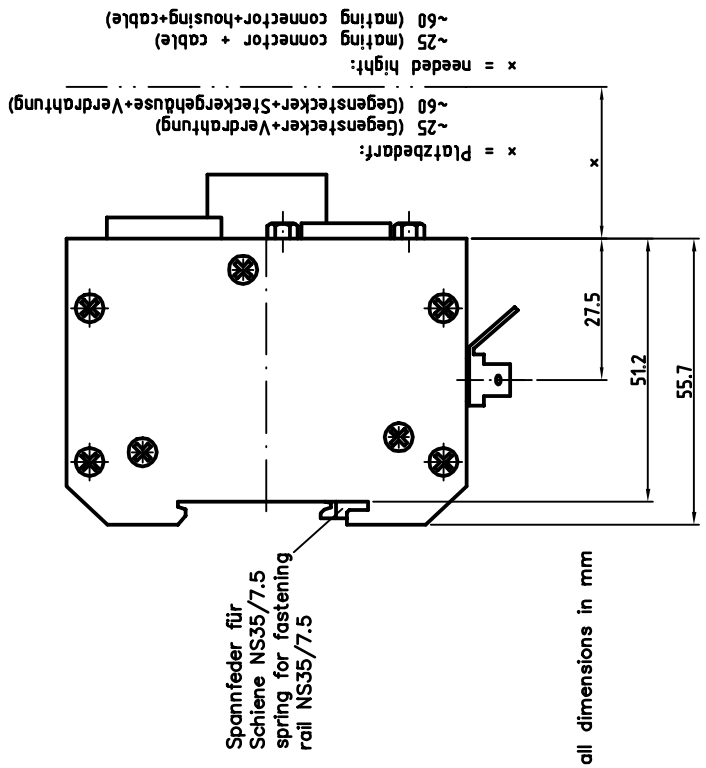 x = needed hight:
~25 (mating connector + cable)
~60 (mating connector+housing+cable)
x = Platzbedarf:
~25 (Gegenstecker+Verdrahtung)
~60 (Gegenstecker+Steckergehäuse+Verdrahtung)
x
27.5
51.2
55.7
Spannfeder für
Schiene NS35/7.5
spring for fastening
rail NS35/7.5
all dimensions in mm